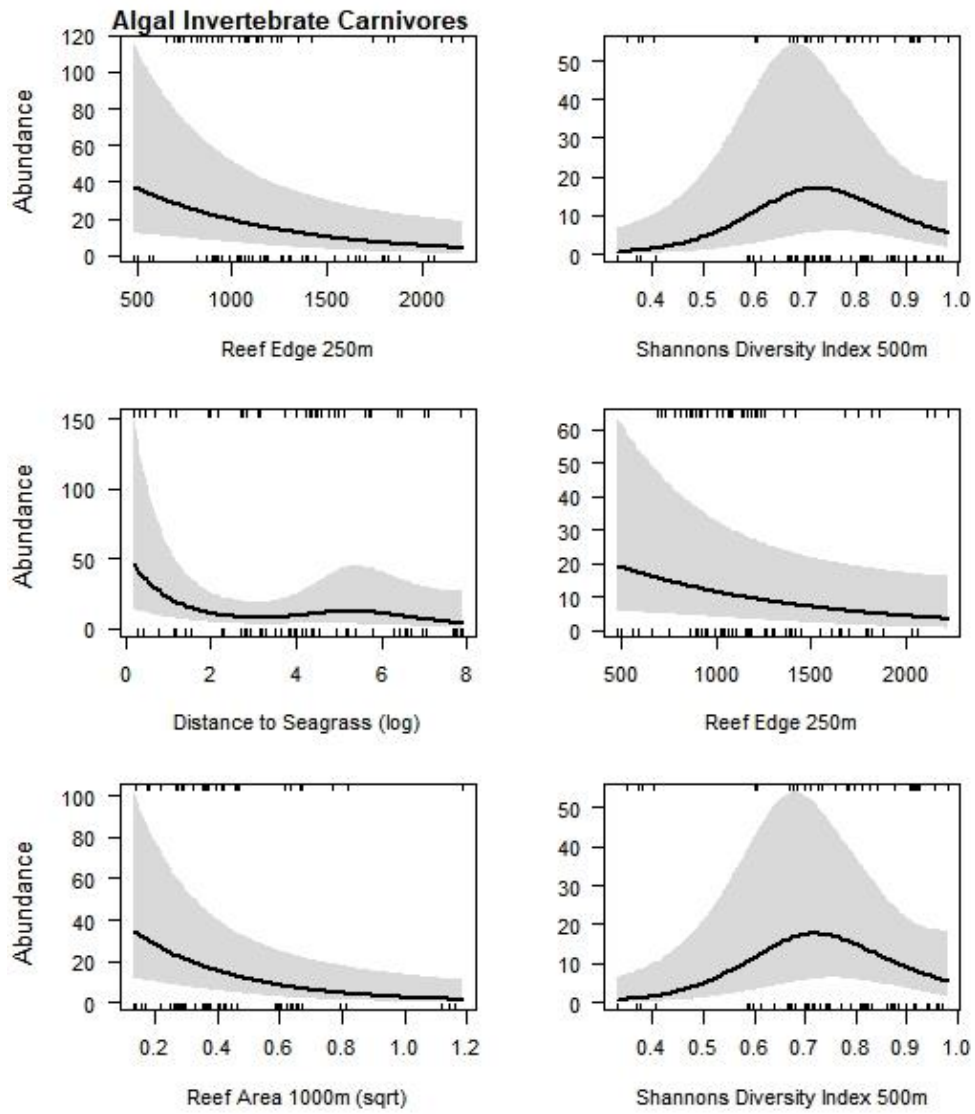 Algal Invertebrate Carnivores
Abundance
120
100
80
60
40
20
0
500 1000 1500 2000
Reef Edge 250m
50
40
30
20
10
0
0.4 0.5 0.6 0.7 0.8 0.9 1.0
Shannons Diversity Index 500m
Abundance
150
100
50
0
0 2 4 6 8
Distance to Seagrass (log)
60
50
40
30
20
10
0
500 1000 1500 2000
Reef Edge 250m
Abundance
100
80
60
40
20
0
0.2 0.4 0.6 0.8 1.0 1.2
Reef Area 1000m (sqrt)
50
40
30
20
10
0
0.4 0.5 0.6 0.7 0.8 0.9 1.0
Shannons Diversity Index 500m